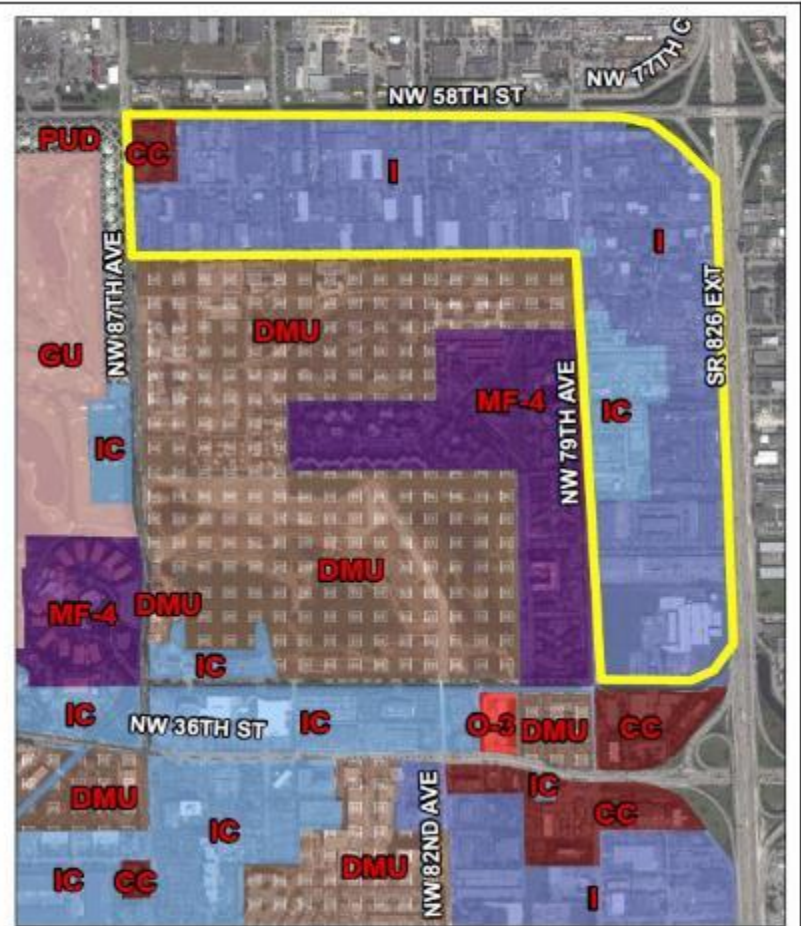 NW 77TH C
NW 58TH ST
PUD
CC
I
I
NW 87TH AVE
SR 826 EXT
DMU
GU
MF-4
NW 79TH AVE
IC
IC
DMU
MF-4
DMU
IC
IC
NW 36TH ST
IC
O-3
DMU
CC
IC
DMU
NW 82ND AVE
CC
IC
DMU
IC
CC
I